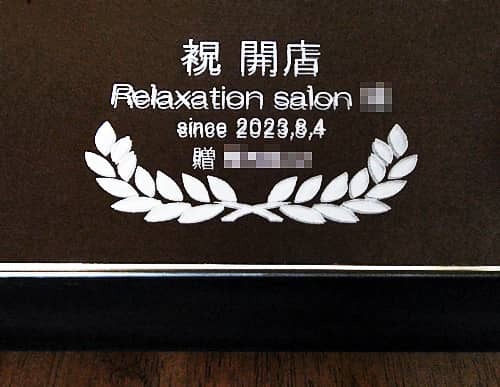 祝 開店
Relaxation salon
since 2023,8,4
贈